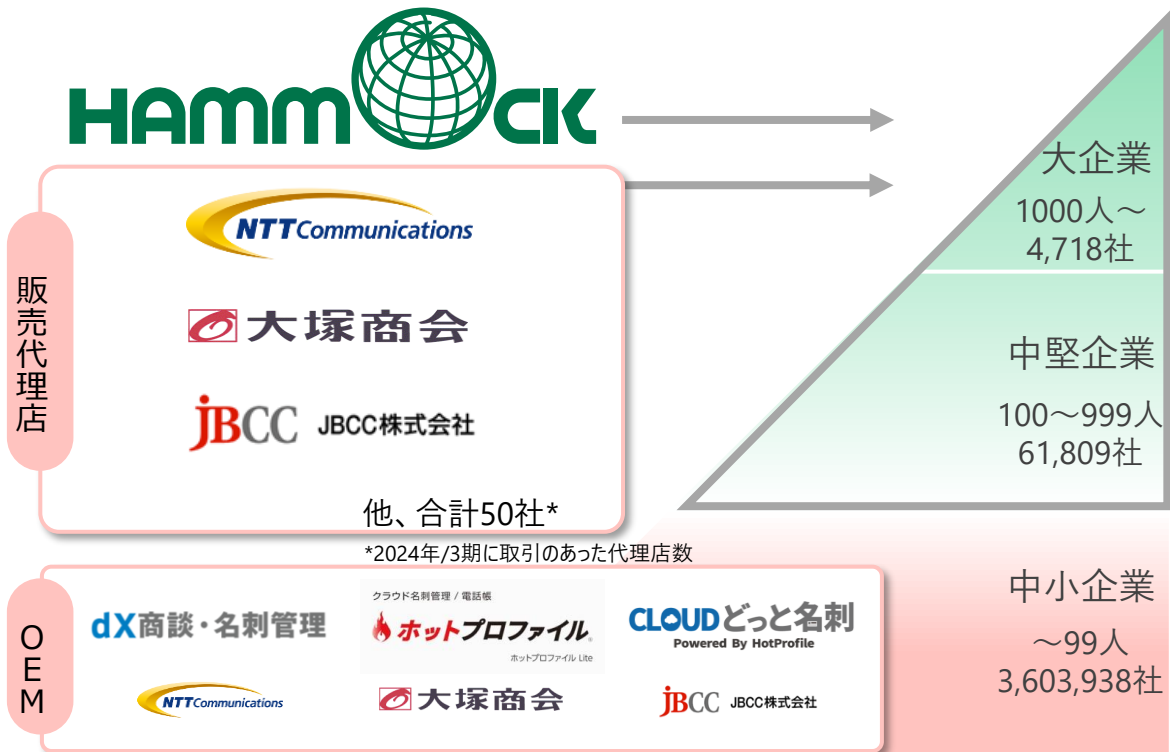 HAMMOCK
販売代理店
NTT Communications
大塚商会
JBCC JBCC株式会社
他、合計50社*
*2024年/3期に取引のあった代理店数
大企業
1000人～
4,718社
中堅企業
100～999人
61,809社
OEM
dX商談・名刺管理
クラウド名刺管理 / 電話帳
ホットプロファイル®
ホットプロファイル Lite
CLOUDどっと名刺
Powered By HotProfile
NTT Communications
大塚商会
JBCC JBCC株式会社
中小企業
～99人
3,603,938社